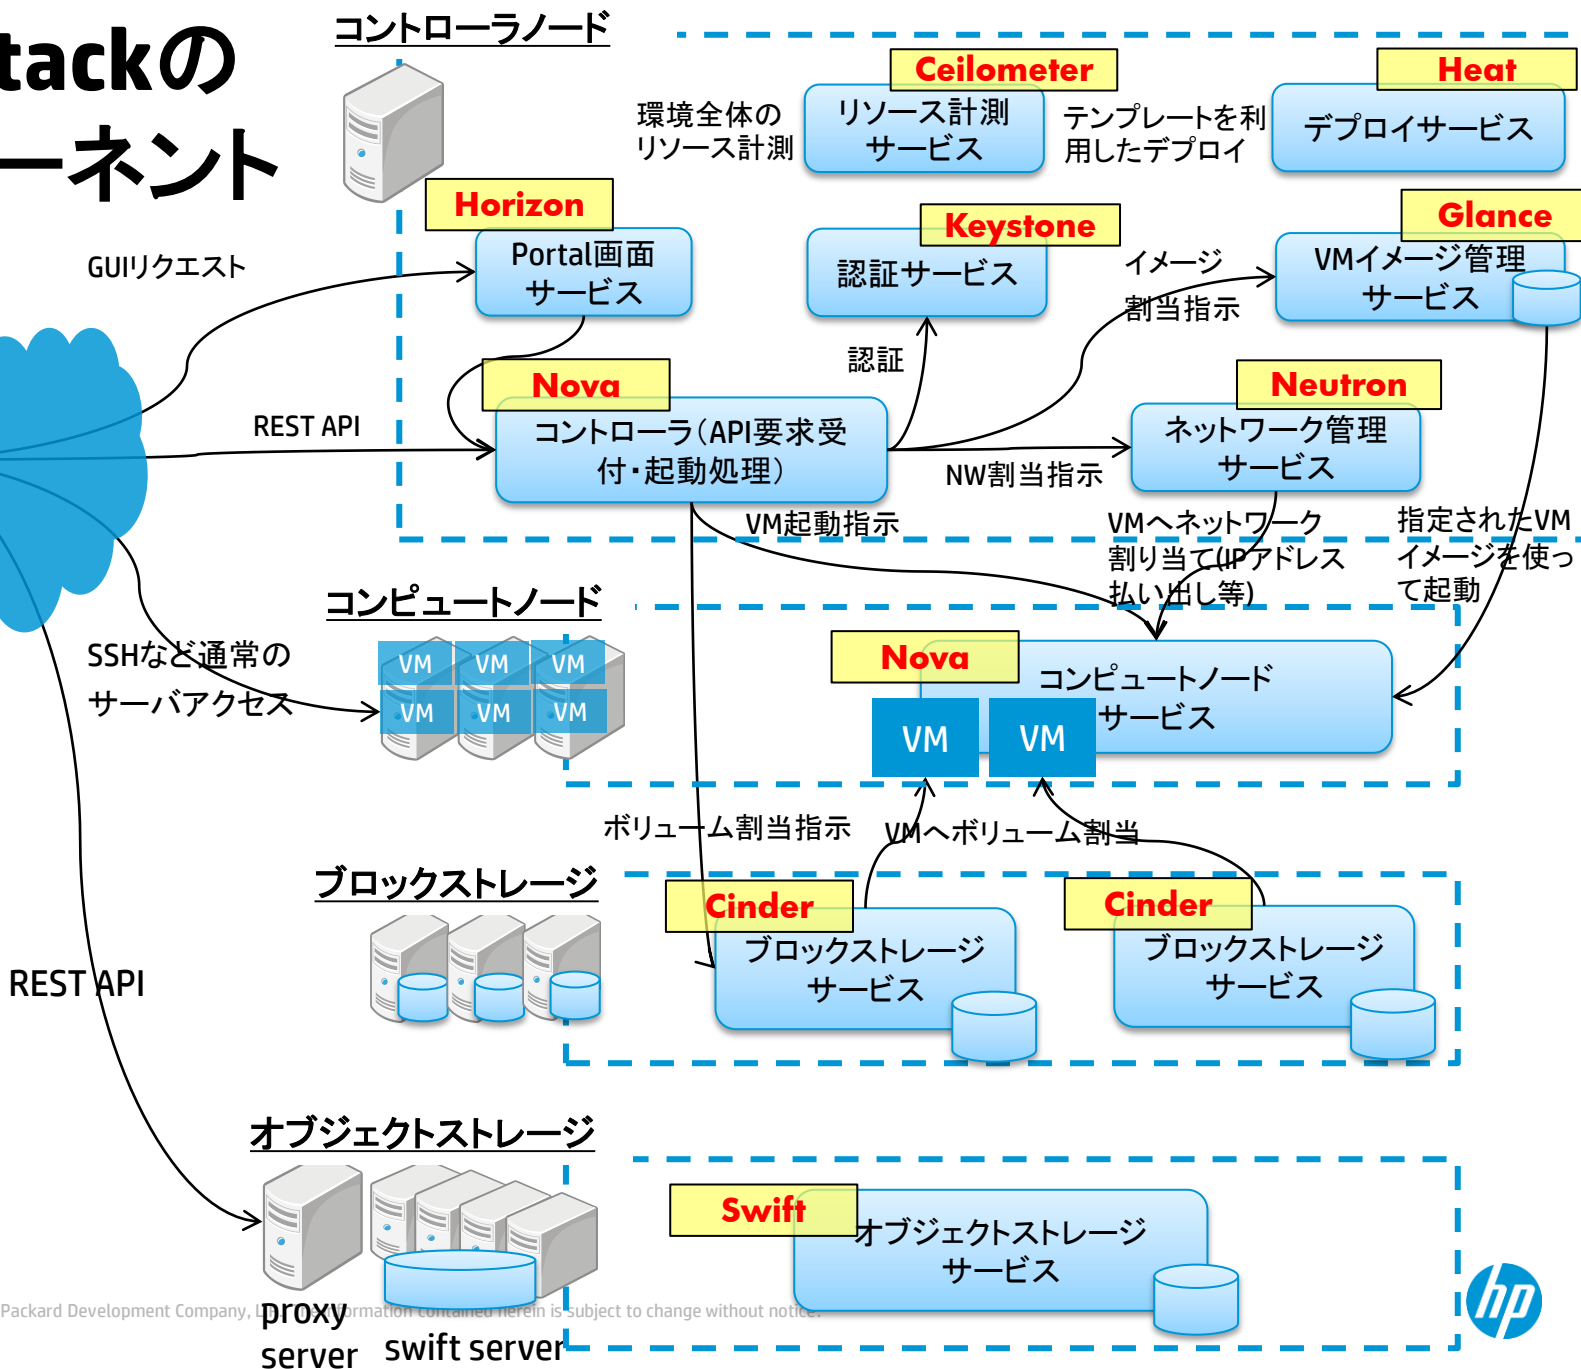 tackの
ーネント
コントローラノード
Ceilometer
Heat
環境全体の
リソース計測
リソース計測
サービス
テンプレートを利
用したデプロイ
デプロイサービス
Horizon
Keystone
Glance
GUIリクエスト
Portal画面
サービス
認証サービス
イメージ
割当指示
VMイメージ管理
サービス
認証
Nova
Neutron
REST API
コントローラ(API要求受
付・起動処理)
ネットワーク管理
サービス
NW割当指示
VM起動指示
VMへネットワーク
割り当て(IPアドレス
払い出し等)
指定されたVM
イメージを使っ
て起動
コンピュートノード
SSHなど通常の
サーバアクセス
VM
VM
VM
VM
VM
VM
Nova
コンピュートノード
サービス
VM
VM
ボリューム割当指示
VMへボリューム割当
ブロックストレージ
Cinder
Cinder
ブロックストレージ
サービス
ブロックストレージ
サービス
REST API
オブジェクトストレージ
Swift
オブジェクトストレージ
サービス
hp
Packard Development Company, information contained herein is subject to change without notice.
proxy
server
swift server